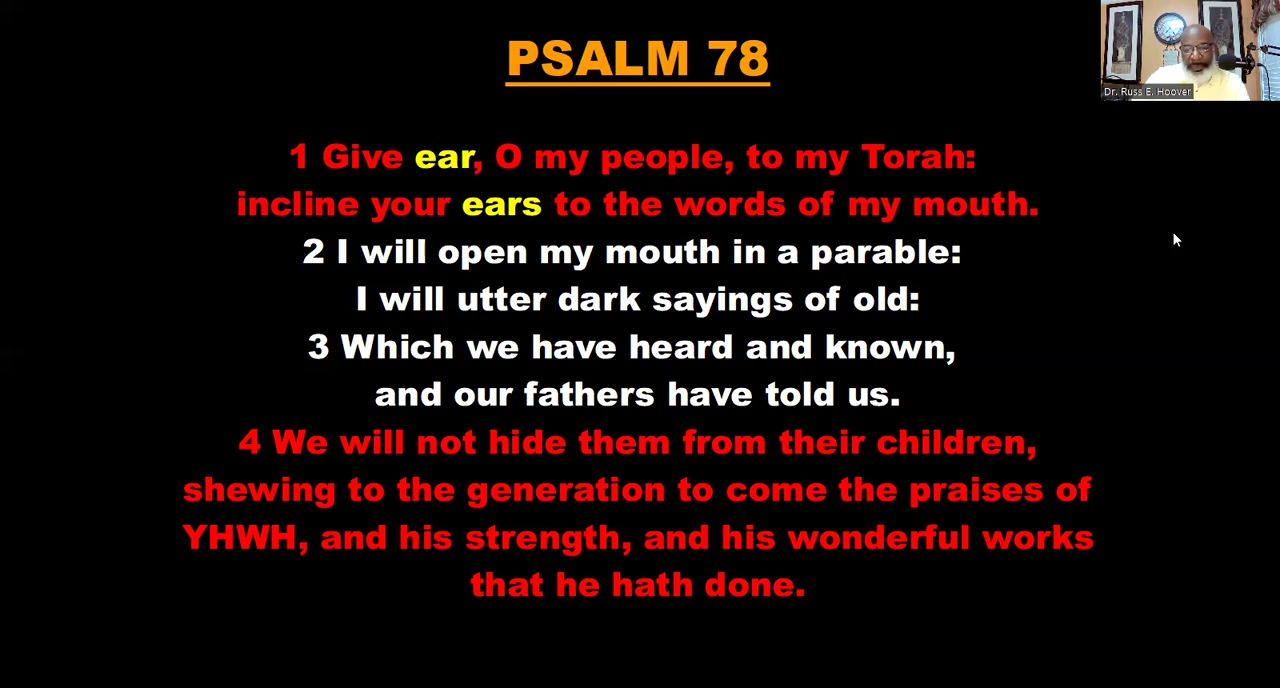 PSALM 78
Dr. Russ E. Hoover
1 Give ear, O my people, to my Torah:
incline your ears to the words of my mouth.
2 I will open my mouth in a parable:
I will utter dark sayings of old:
3 Which we have heard and known,
and our fathers have told us.
4 We will not hide them from their children,
shewing to the generation to come the praises of
YHWH, and his strength, and his wonderful works
that he hath done.